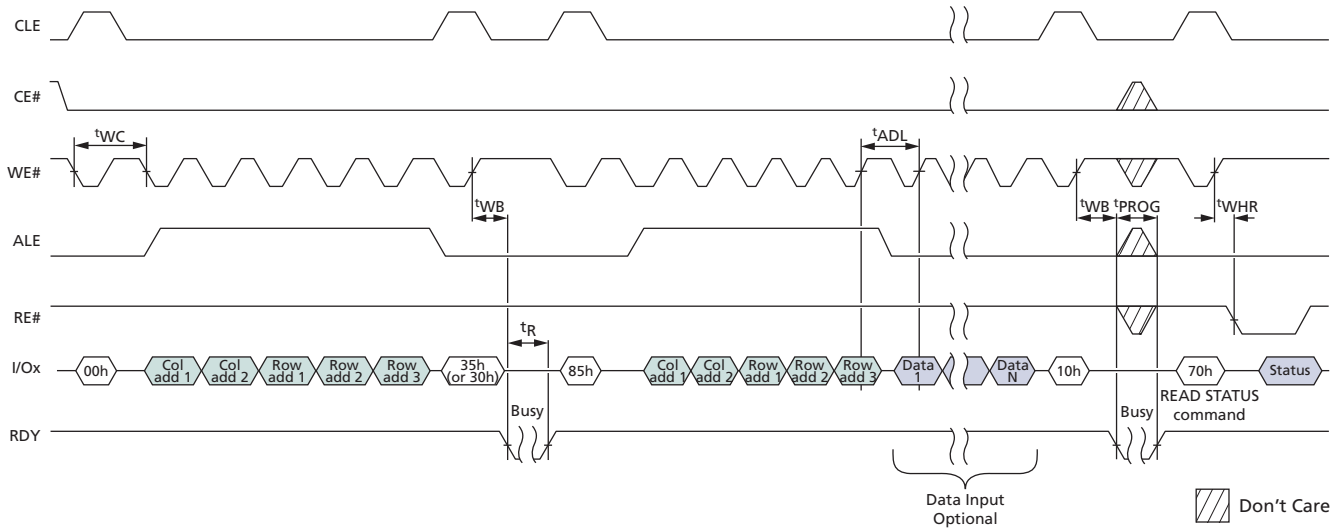 CLE
CE#
tWC
tADL
WE#
tWB
tWB
tPROG
tWHR
ALE
RE#
tR
I/Ox
00h
Col add 1
Col add 2
Row add 1
Row add 2
Row add 3
35h (or 30h)
85h
Col add 1
Col add 2
Row add 1
Row add 2
Row add 3
Data 1
Data N
10h
70h
Status
READ STATUS
command
Busy
Busy
RDY
Data Input
Optional
Don't Care